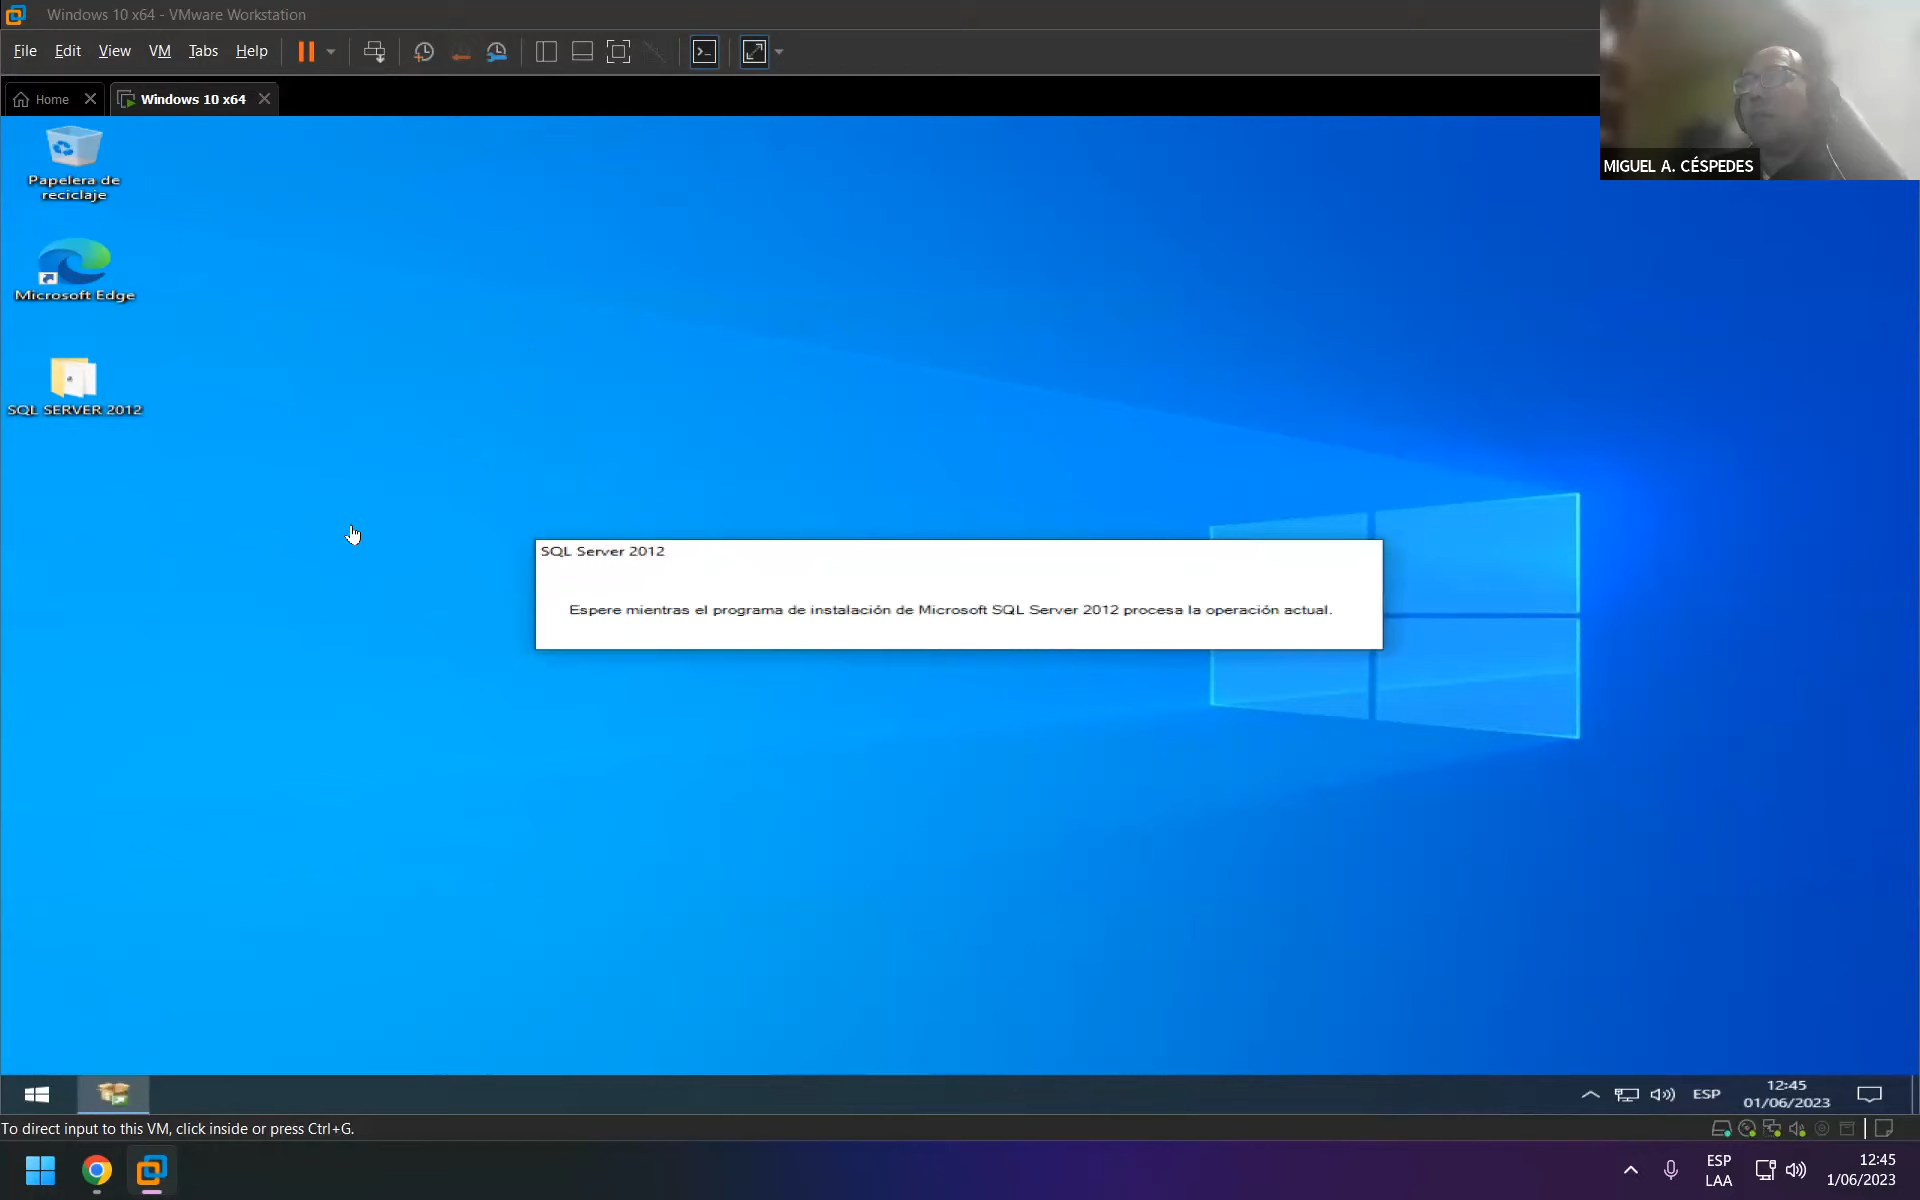 Windows 10 x64 - VMware Workstation
File Edit View VM Tabs Help
Home
Windows 10 x64
MIGUEL A. CÉSPEDES
Papelera de
reciclaje
Microsoft Edge
SQL SERVER 2012
SQL Server 2012
Espere mientras el programa de instalación de Microsoft SQL Server 2012 procesa la operación actual.
ESP
12:45
01/06/2023
To direct input to this VM, click inside or press Ctrl+G.
ESP
LAA
12:45
1/06/2023